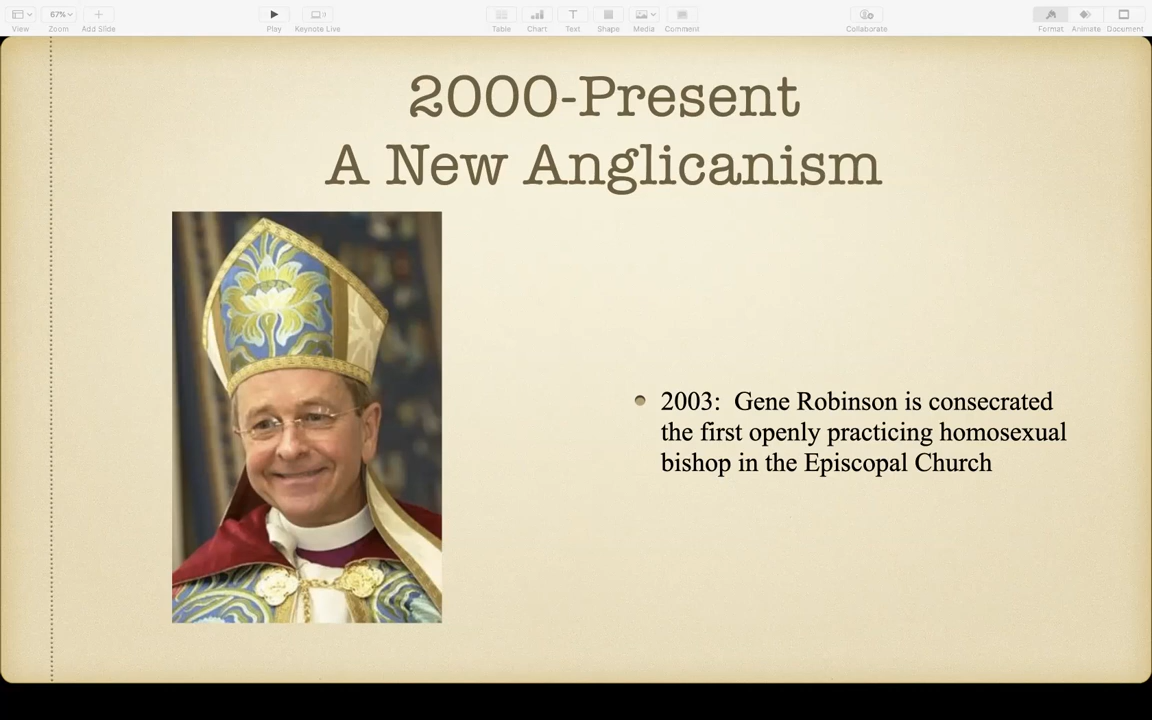 67%
View
Zoom
Add Slide
Play
Keynote Live
Table
Chart
Text
Shape
Media
Comment
Collaborate
Format
Animate
Document
2000-Present
A New Anglicanism
2003:  Gene Robinson is consecrated
the first openly practicing homosexual
bishop in the Episcopal Church